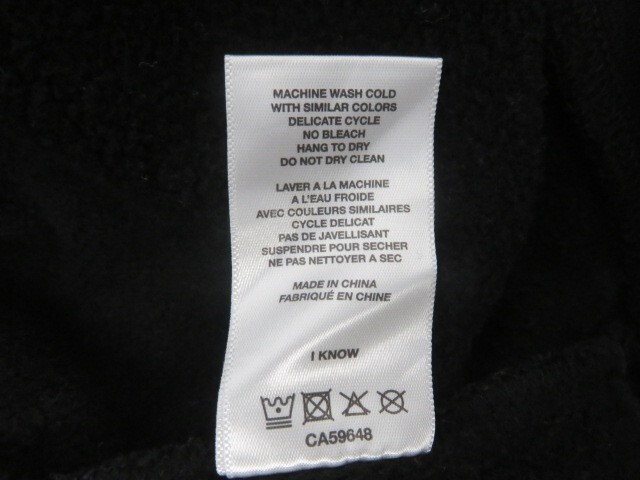 MACHINE WASH COLD
WITH SIMILAR COLORS
DELICATE CYCLE
NO BLEACH
HANG TO DRY
DO NOT DRY CLEAN
LAVER A LA MACHINE
A L'EAU FROIDE
AVEC COULEURS SIMILAIRES
CYCLE DELICAT
PAS DE JAVELLISANT
SUSPENDRE POUR SECHER
NE PAS NETTOYER A SEC
MADE IN CHINA
FABRIQUÉ EN CHINE
I KNOW
CA59648